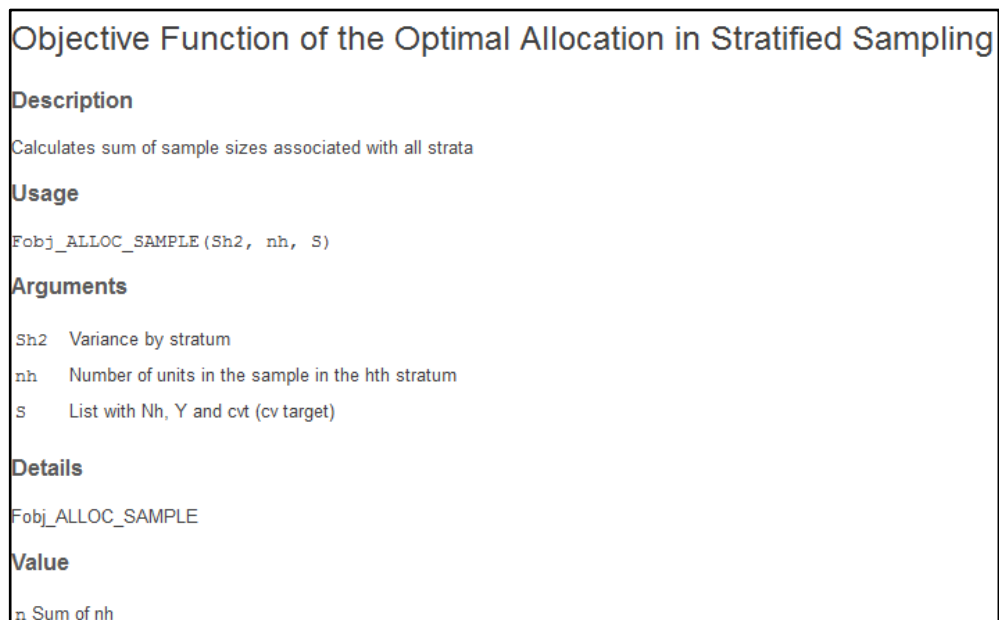 Objective Function of the Optimal Allocation in Stratified Sampling
Description
Calculates sum of sample sizes associated with all strata
Usage
Fobj_ALLOC_SAMPLE(Sh2, nh, S)
Arguments
Sh2 Variance by stratum
nh Number of units in the sample in the hth stratum
S List with Nh, Y and cvt (cv target)
Details
Fobj_ALLOC_SAMPLE
Value
n Sum of nh